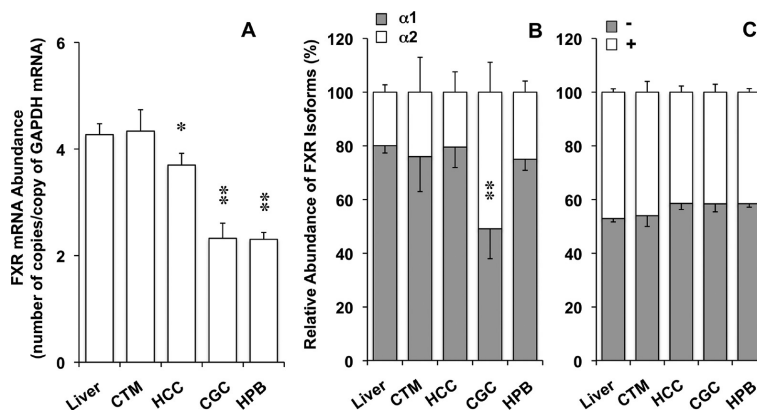 A
FXR mRNA Abundance
(number of copies/copy of GAPDH mRNA)
6
4
2
0
*
**
**
Liver
CTM
HCC
CGC
HPB
α1
α2
B
Relative Abundance of FXR Isoforms (%)
120
100
80
60
40
20
0
**
Liver
CTM
HCC
CGC
HPB
-
+
C
120
100
80
60
40
20
0
Liver
CTM
HCC
CGC
HPB